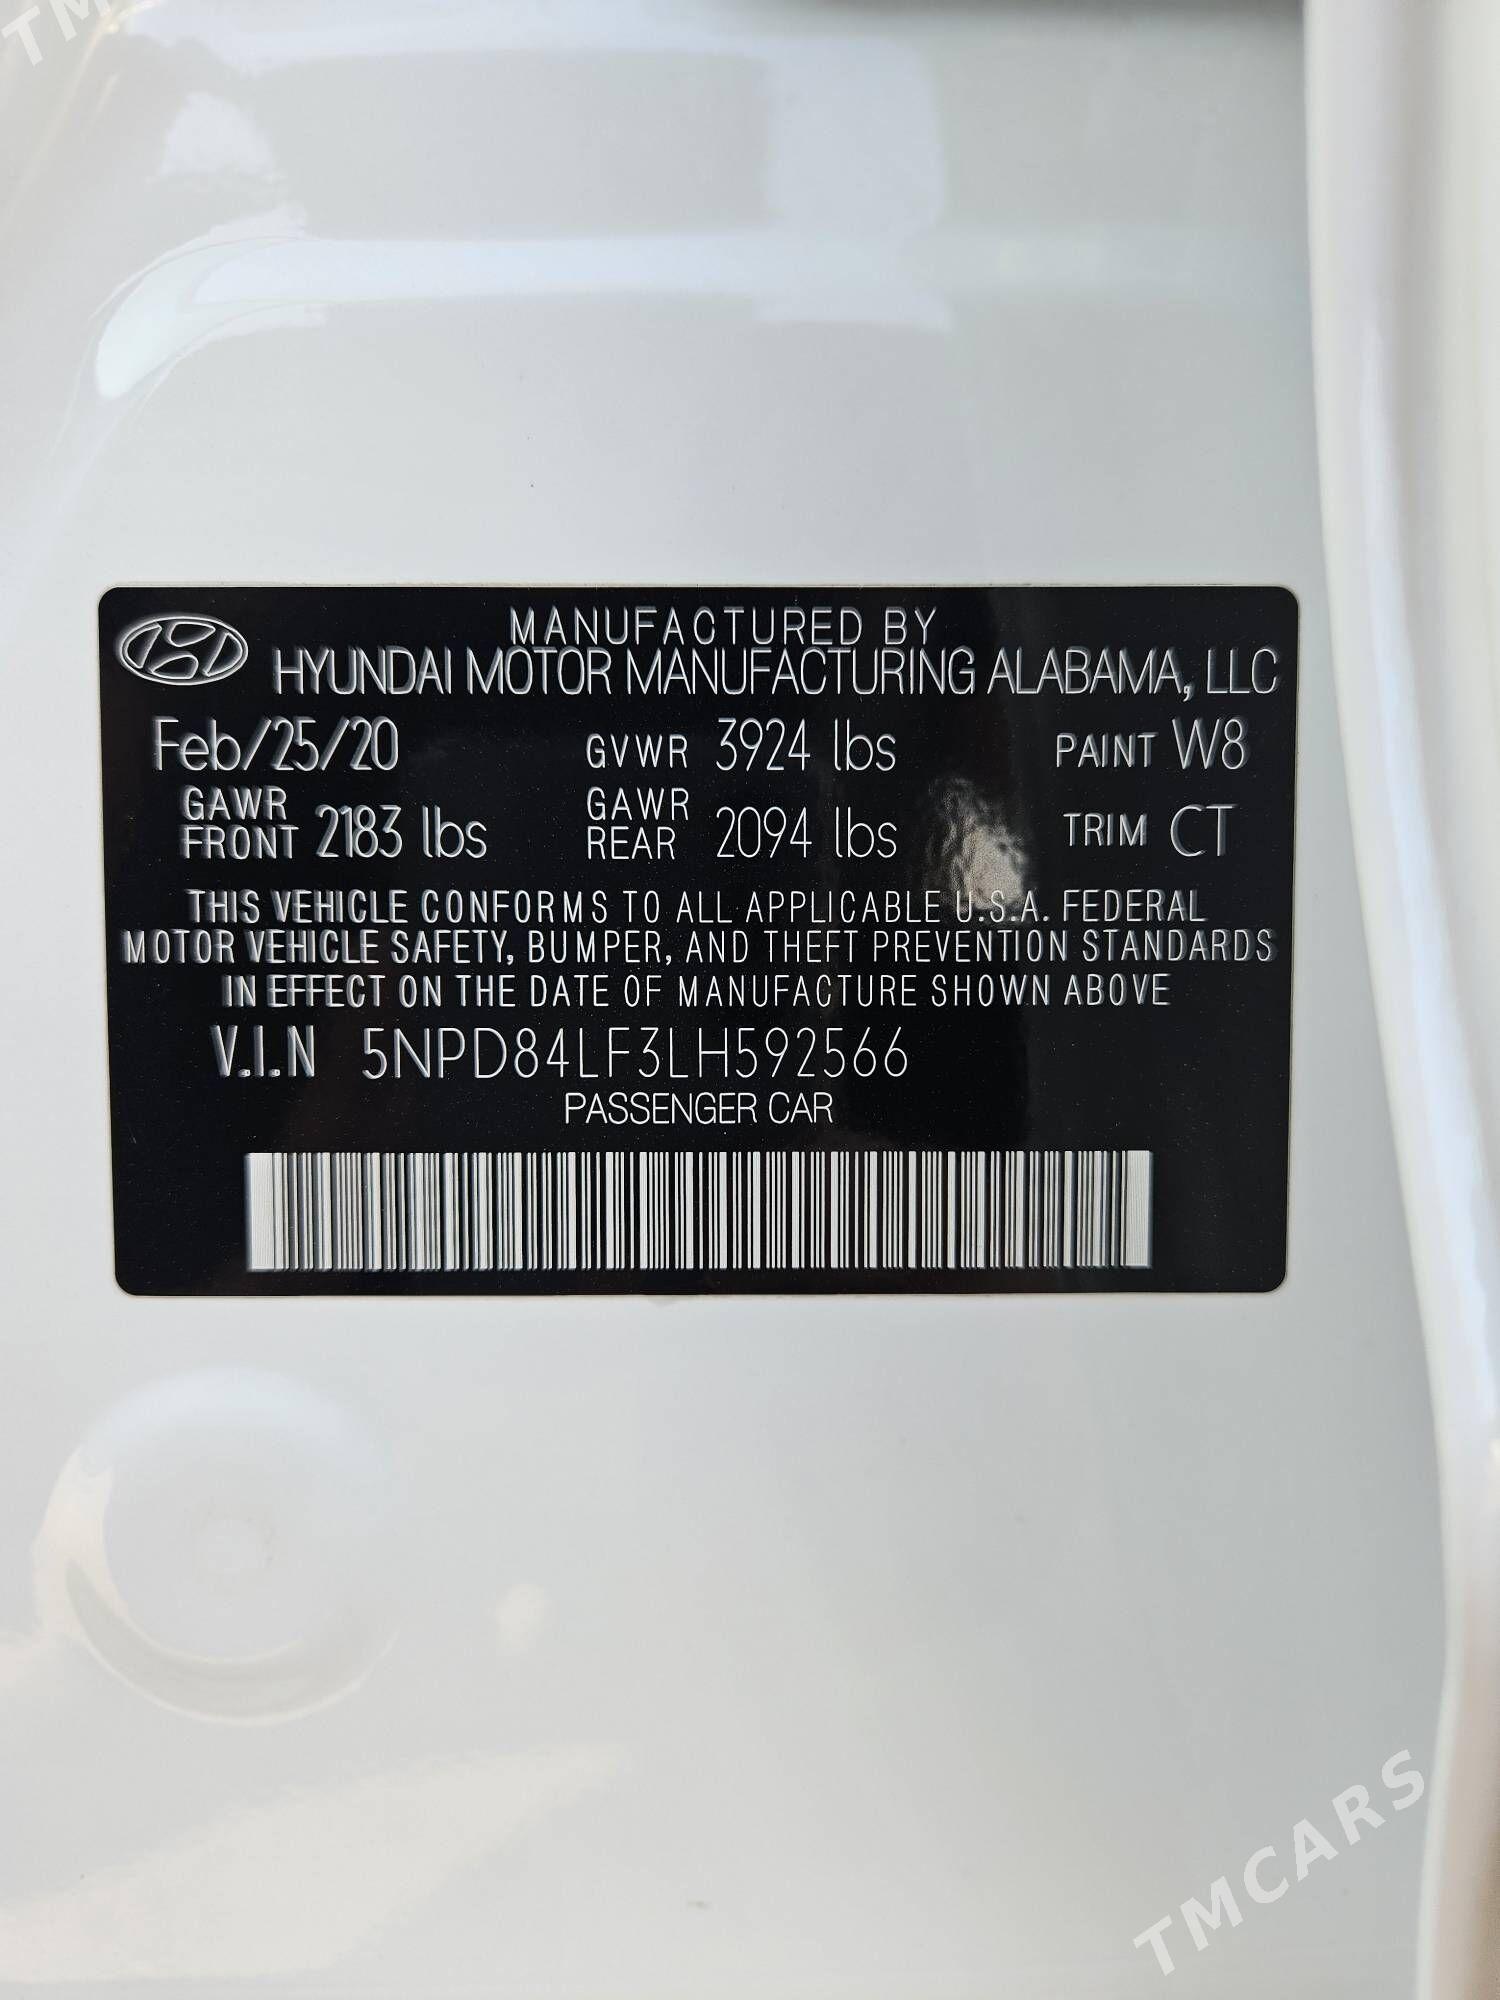 TM
MANUFACTURED BY
HYUNDAI MOTOR MANUFACTURING ALABAMA, LLC
Feb/25/20 GVWR 3924 lbs PAINT W8
GAWR FRONT 2183 lbs GAWR REAR 2094 lbs TRIM CT
THIS VEHICLE CONFORMS TO ALL APPLICABLE U.S.A. FEDERAL
MOTOR VEHICLE SAFETY, BUMPER, AND THEFT PREVENTION STANDARDS
IN EFFECT ON THE DATE OF MANUFACTURE SHOWN ABOVE
V.I.N 5NPD84LF3LH592566
PASSENGER CAR
TMCARS